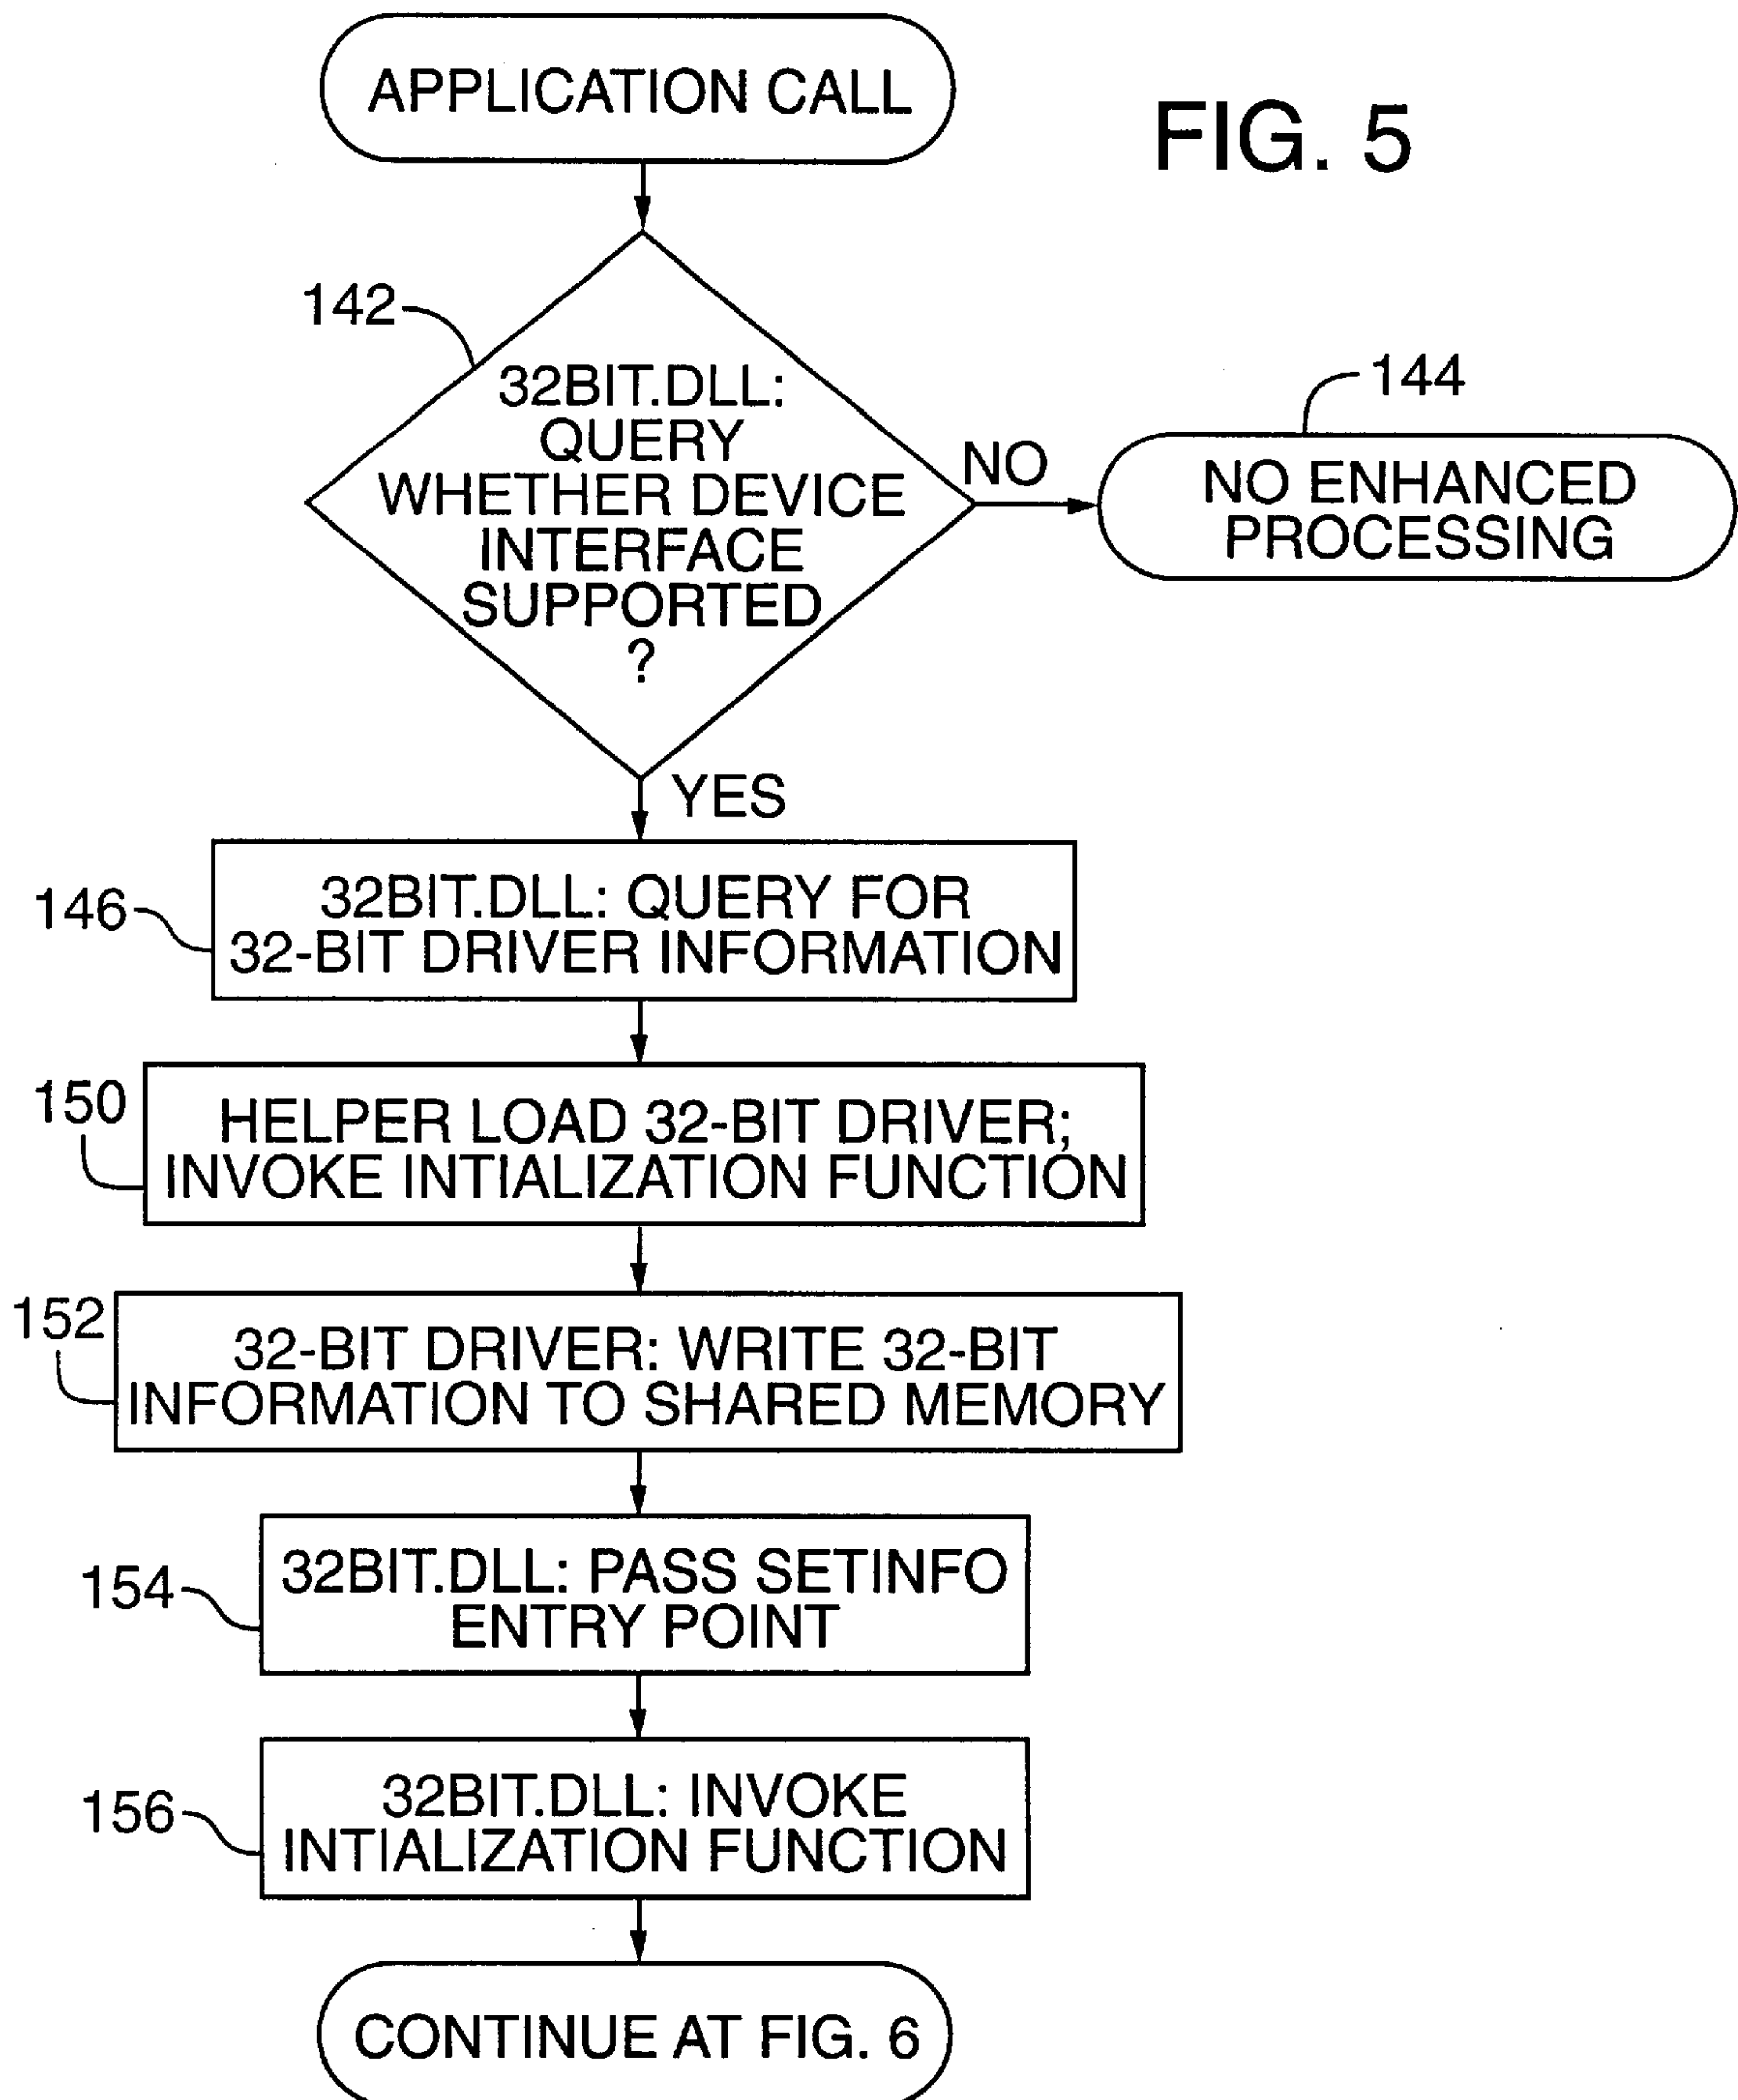 APPLICATION CALL
FIG. 5
142
32BIT.DLL:
QUERY
WHETHER DEVICE
INTERFACE
SUPPORTED
?
NO
144
NO ENHANCED
PROCESSING
YES
146
32BIT.DLL: QUERY FOR
32-BIT DRIVER INFORMATION
150
HELPER LOAD 32-BIT DRIVER;
INVOKE INTIALIZATION FUNCTION
152
32-BIT DRIVER: WRITE 32-BIT
INFORMATION TO SHARED MEMORY
154
32BIT.DLL: PASS SETINFO
ENTRY POINT
156
32BIT.DLL: INVOKE
INTIALIZATION FUNCTION
CONTINUE AT FIG. 6